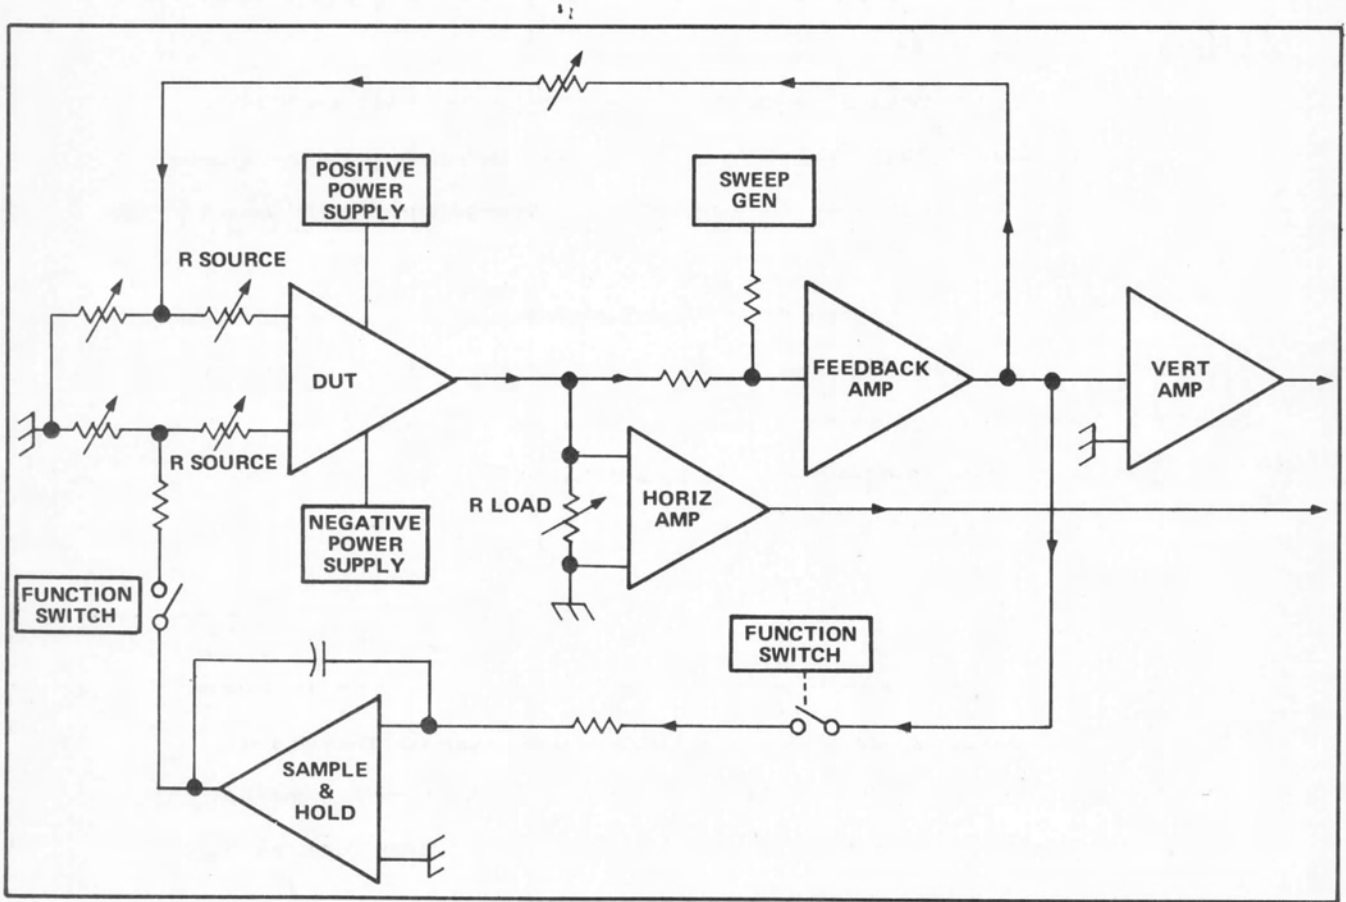 POSITIVE
POWER
SUPPLY
SWEEP
GEN
R SOURCE
DUT
FEEDBACK
AMP
VERT
AMP
R SOURCE
R LOAD
HORIZ
AMP
NEGATIVE
POWER
SUPPLY
FUNCTION
SWITCH
FUNCTION
SWITCH
SAMPLE
&
HOLD